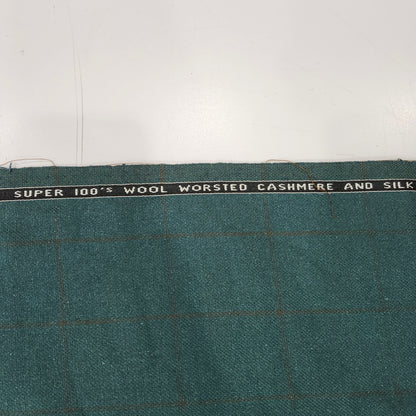 SUPER 100's WOOL WORSTED CASHMERE AND SILK